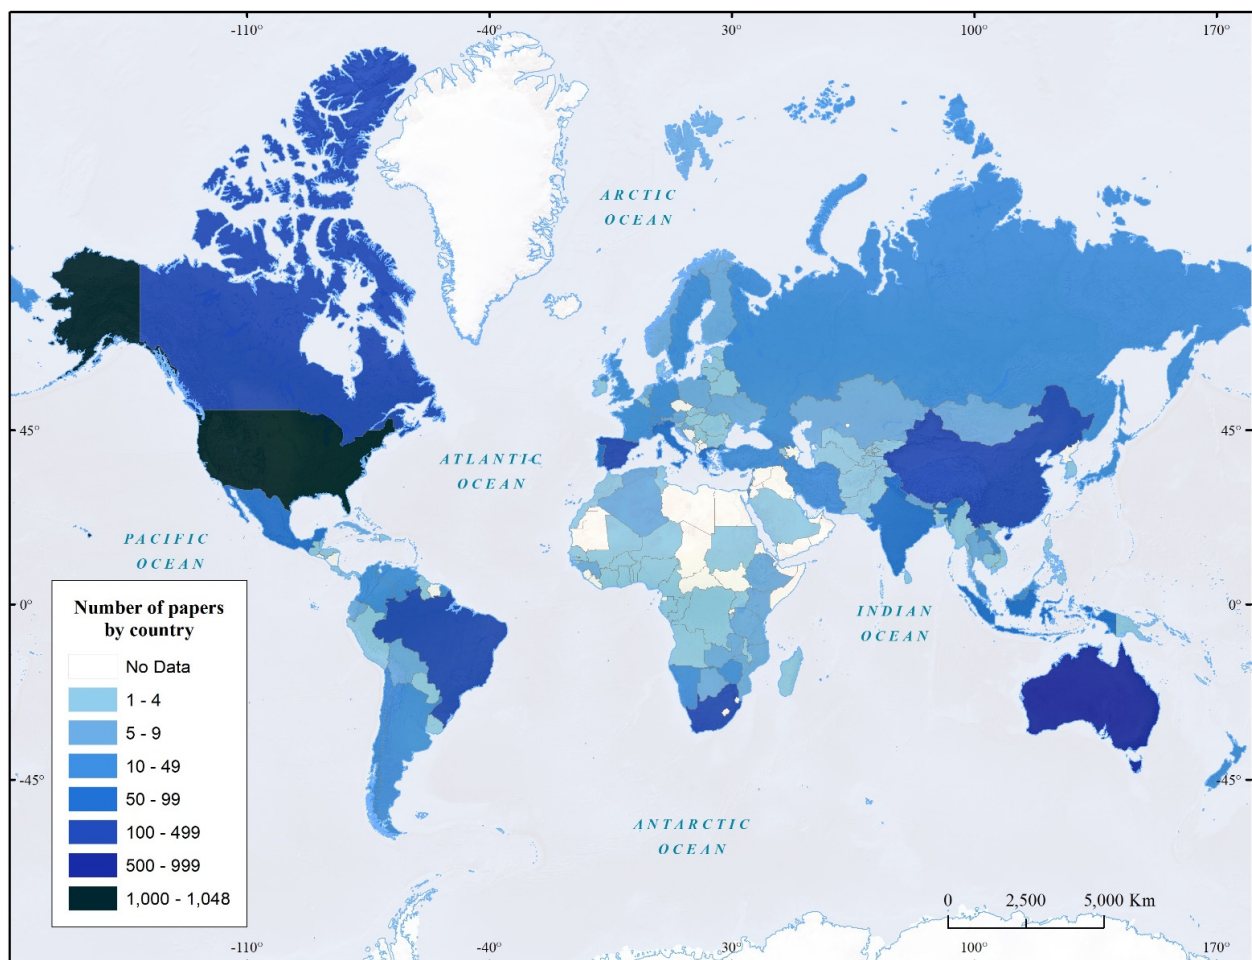 -110° -40° 30° 100° 170°
ARCTIC
OCEAN
45° 45°
ATLANTIC
OCEAN
PACIFIC
OCEAN
0° 0°
INDIAN
OCEAN
Number of papers
by country
No Data
1 - 4
5 - 9
10 - 49
50 - 99
100 - 499
500 - 999
1,000 - 1,048
-45° -45°
ANTARCTIC
OCEAN
0 2,500 5,000 Km
-110° -40° 30° 100° 170°